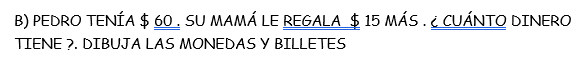 B) PEDRO TENÍA $ 60 . SU MAMÁ LE REGALA $ 15 MÁS . ¿ CUÁNTO DINERO
TIENE ?. DIBUJA LAS MONEDAS Y BILLETES